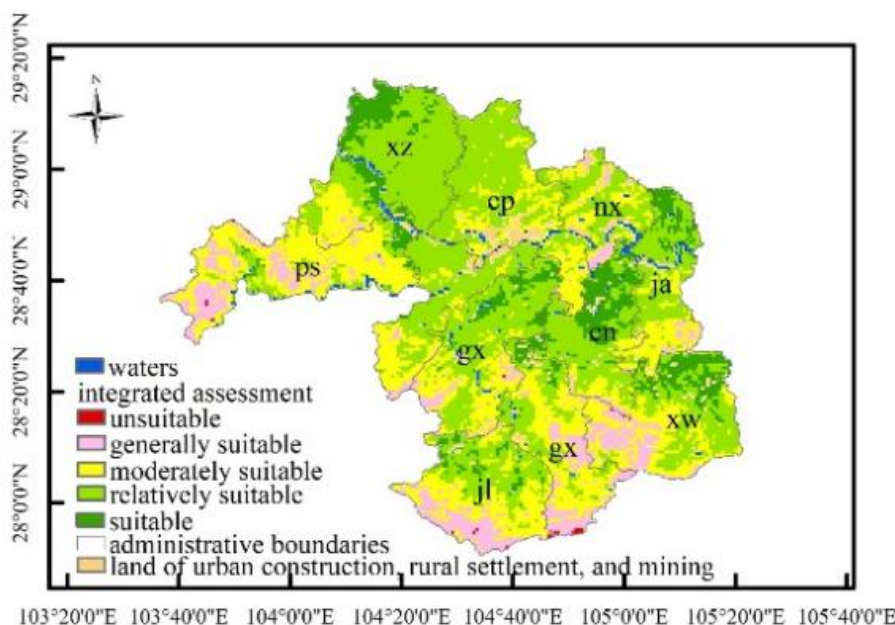 29°20'0"N
29°0'0"N
28°40'0"N
28°20'0"N
28°0'0"N
N
xz
cp
nx
ps
ja
cn
gx
xw
gx
jl
waters
integrated assessment
unsuitable
generally suitable
moderately suitable
relatively suitable
suitable
administrative boundaries
land of urban construction, rural settlement, and mining
103°20'0"E 103°40'0"E 104°0'0"E 104°20'0"E 104°40'0"E 105°0'0"E 105°20'0"E 105°40'0"E